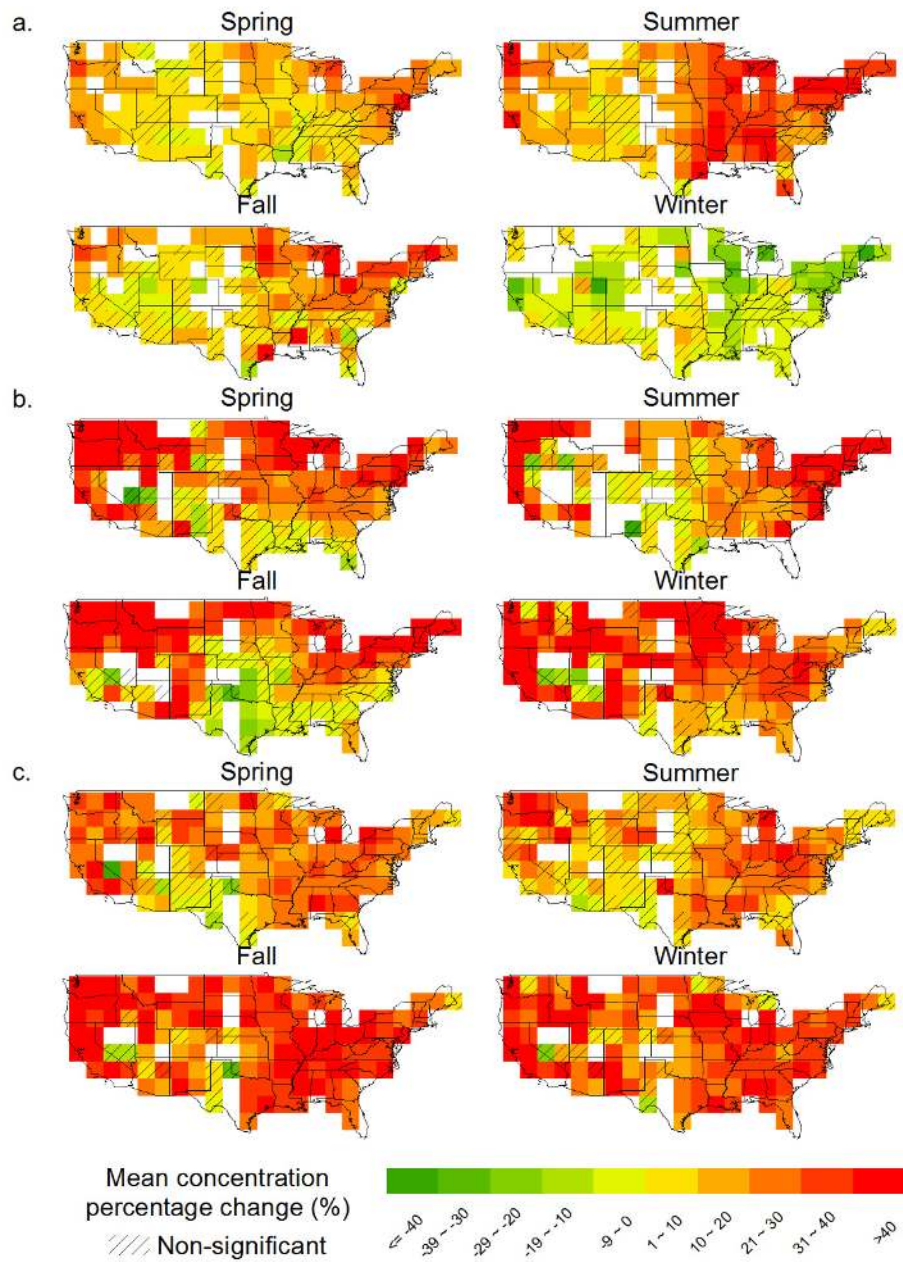 a.
Spring
Summer
Fall
Winter
b.
Spring
Summer
Fall
Winter
c.
Spring
Summer
Fall
Winter
Mean concentration
percentage change (%)
Non-significant
<= -40
-39 ~ -30
-29 ~ -20
-19 ~ -10
-9 ~ 0
1 ~ 10
10 ~ 20
21 ~ 30
31 ~ 40
>40